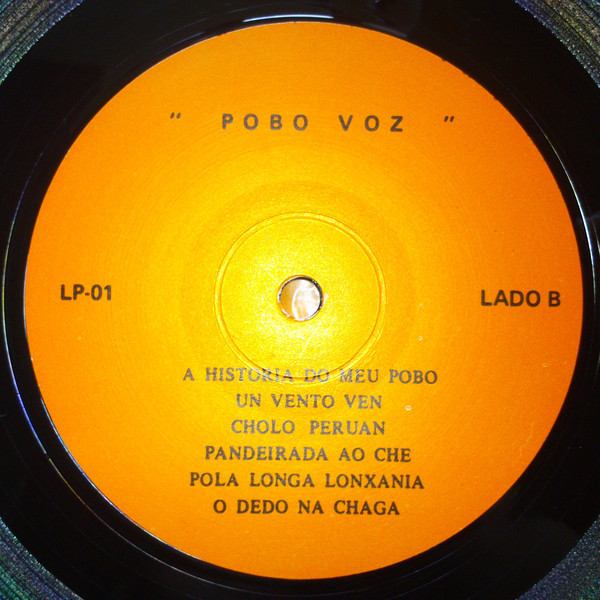 " POBO VOZ "
LP-01
LADO B
A HISTORIA DO MEU POBO
UN VENTO VEN
CHOLO PERUAN
PANDEIRADA AO CHE
POLA LONGA LONXANIA
O DEDO NA CHAGA